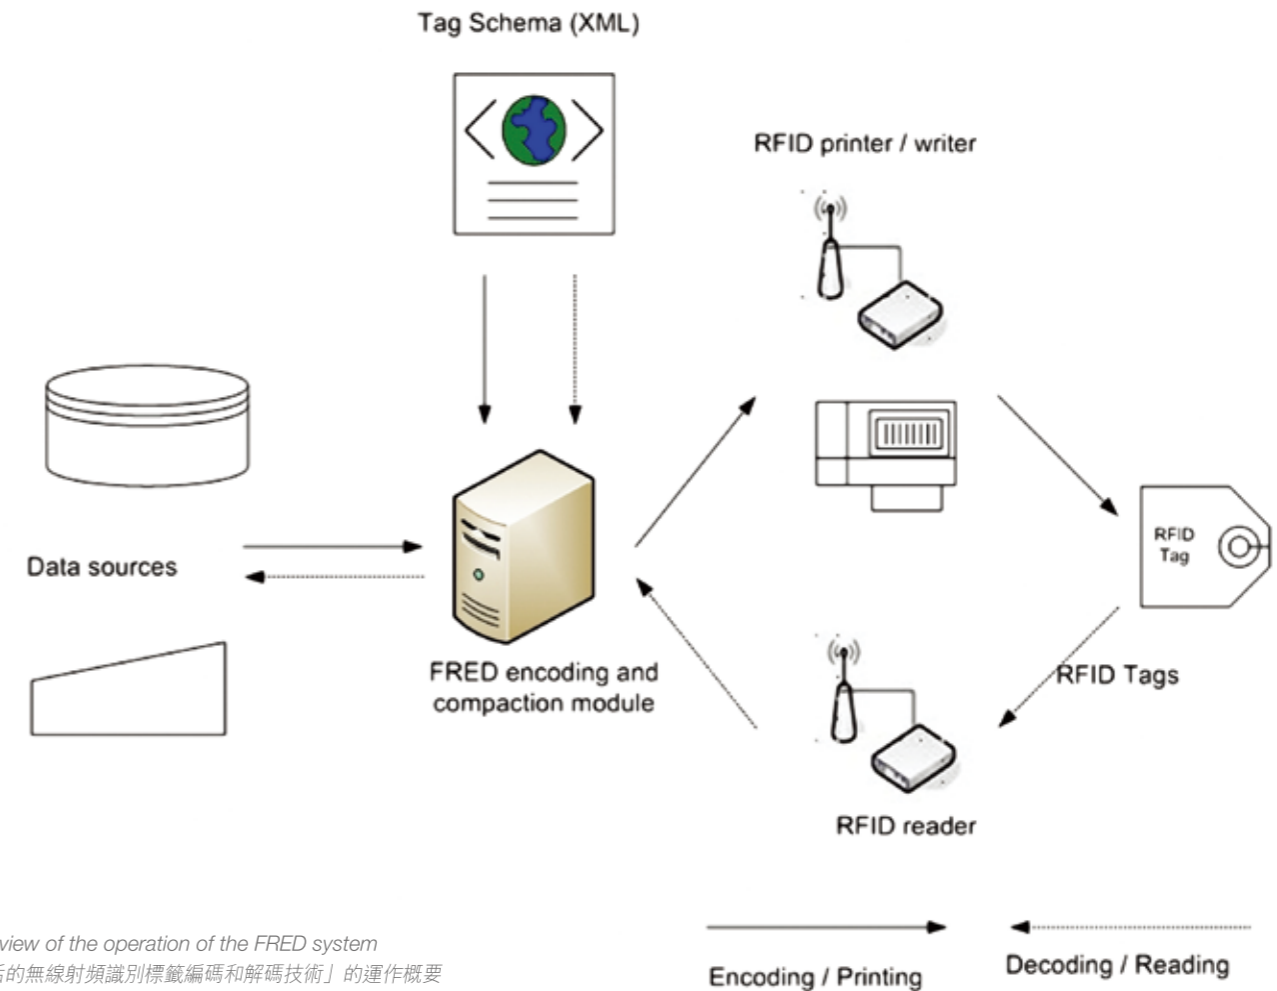 Tag Schema (XML)
RFID printer / writer
RFID
Tag
Data sources
FRED encoding and
compaction module
RFID Tags
RFID reader
view of the operation of the FRED system
的無線射頻識別標籤編碼和解碼技術」的運作概要
Encoding / Printing
Decoding / Reading